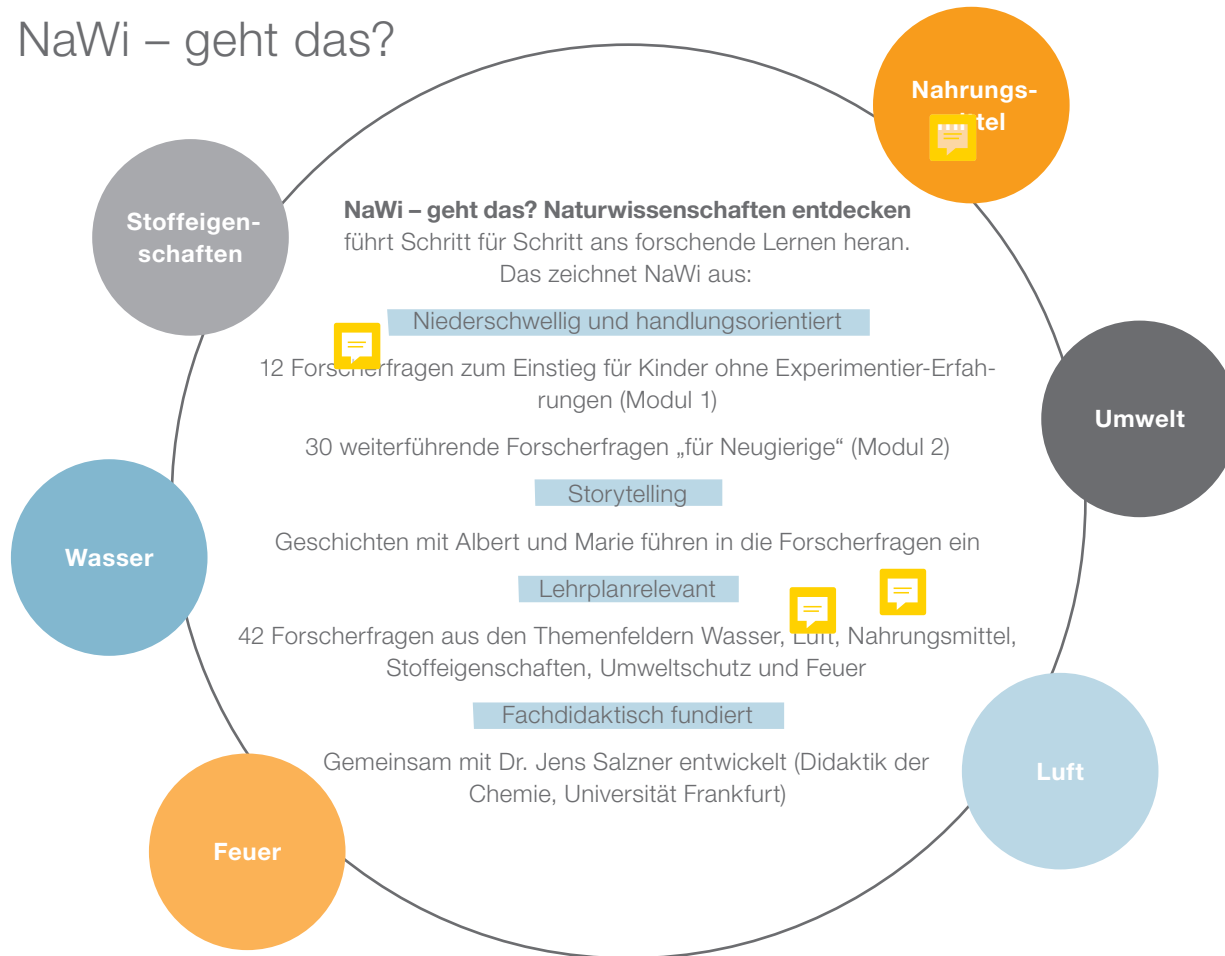 NaWi – geht das?
Nahrungs-
Stoffeigen-
schaften
NaWi – geht das? Naturwissenschaften entdecken
führt Schritt für Schritt ans forschende Lernen heran.
Das zeichnet NaWi aus:
Niederschwellig und handlungsorientiert
12 Forscherfragen zum Einstieg für Kinder ohne Experimentier-Erfah-
rungen (Modul 1)
Umwelt
30 weiterführende Forscherfragen „für Neugierige“ (Modul 2)
Storytelling
Geschichten mit Albert und Marie führen in die Forscherfragen ein
Wasser
Lehrplanrelevant
42 Forscherfragen aus den Themenfeldern Wasser, Luft, Nahrungsmittel,
Stoffeigenschaften, Umweltschutz und Feuer
Fachdidaktisch fundiert
Gemeinsam mit Dr. Jens Salzner entwickelt (Didaktik der
Chemie, Universität Frankfurt)
Luft
Feuer